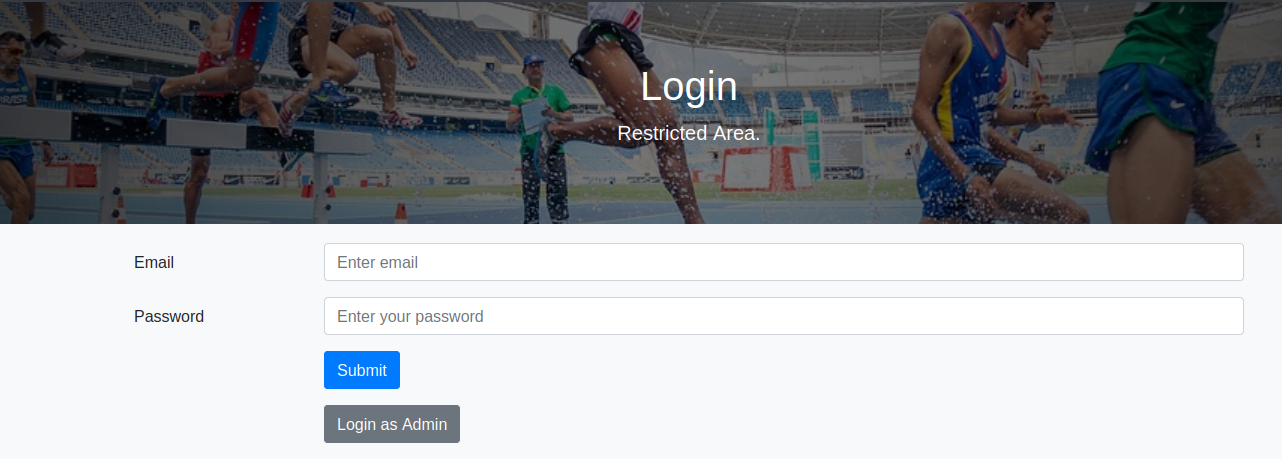 Login
Restricted Area.
Email
Enter email
Password
Enter your password
Submit
Login as Admin